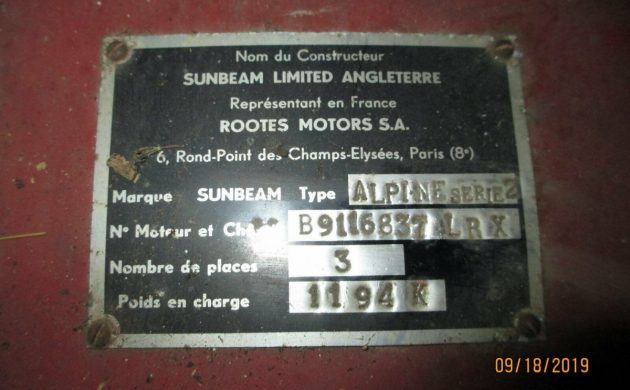 Nom du Constructeur
SUNBEAM LIMITED ANGLETERRE
Représentant en France
ROOTES MOTORS S.A.
6, Rond-Point des Champs-Elysées, Paris (8ᵉ)
Marque SUNBEAM Type ALPINE SERIE 2
Nº Moteur et B9116837 LRX
Nombre de places 3
Poids en charge 1194 K
09/18/2019